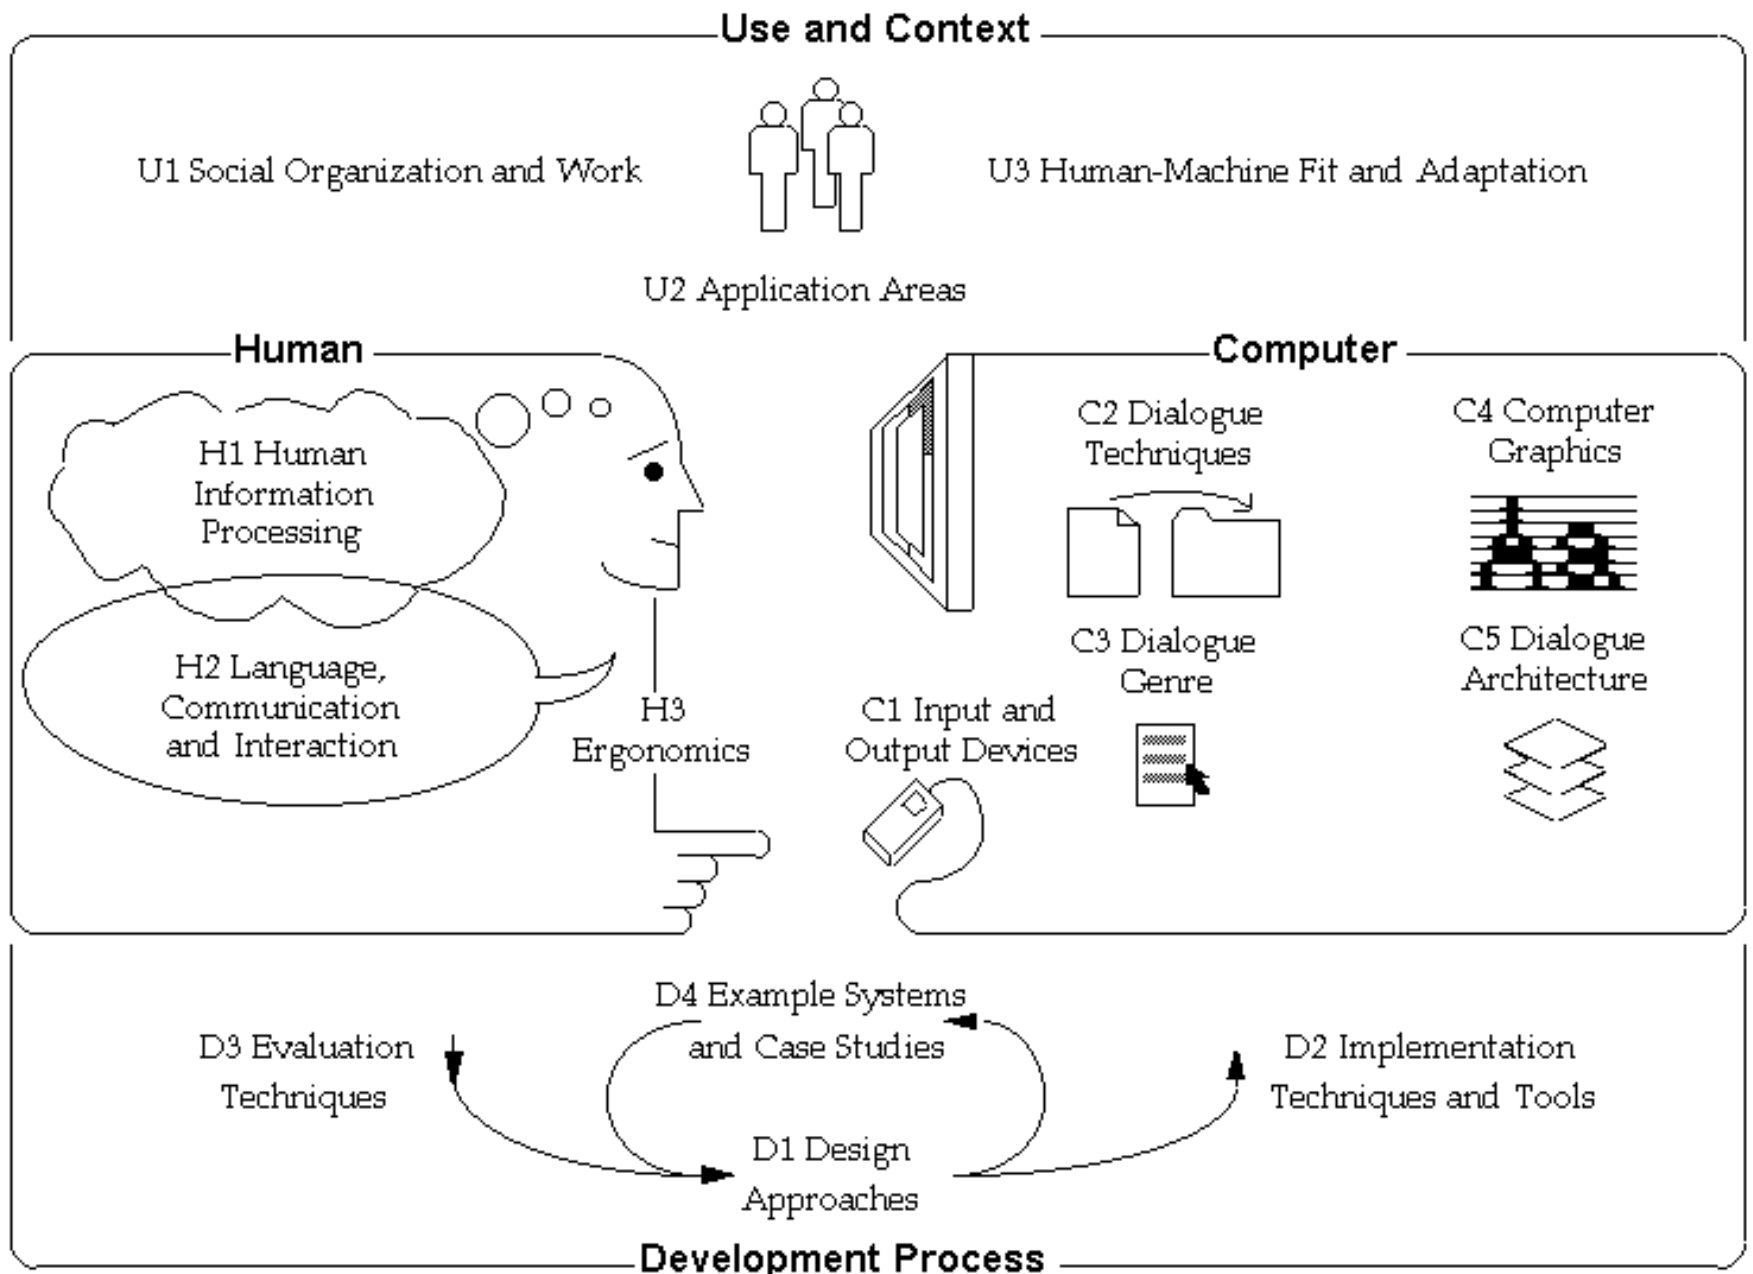 Use and Context
U1 Social Organization and Work
U3 Human-Machine Fit and Adaptation
U2 Application Areas
Human
H1 Human
Information
Processing
H2 Language,
Communication
and Interaction
H3
Ergonomics
Computer
C1 Input and
Output Devices
C2 Dialogue
Techniques
C4 Computer
Graphics
C3 Dialogue
Genre
C5 Dialogue
Architecture
D3 Evaluation
Techniques
D4 Example Systems
and Case Studies
D2 Implementation
Techniques and Tools
D1 Design
Approaches
Development Process